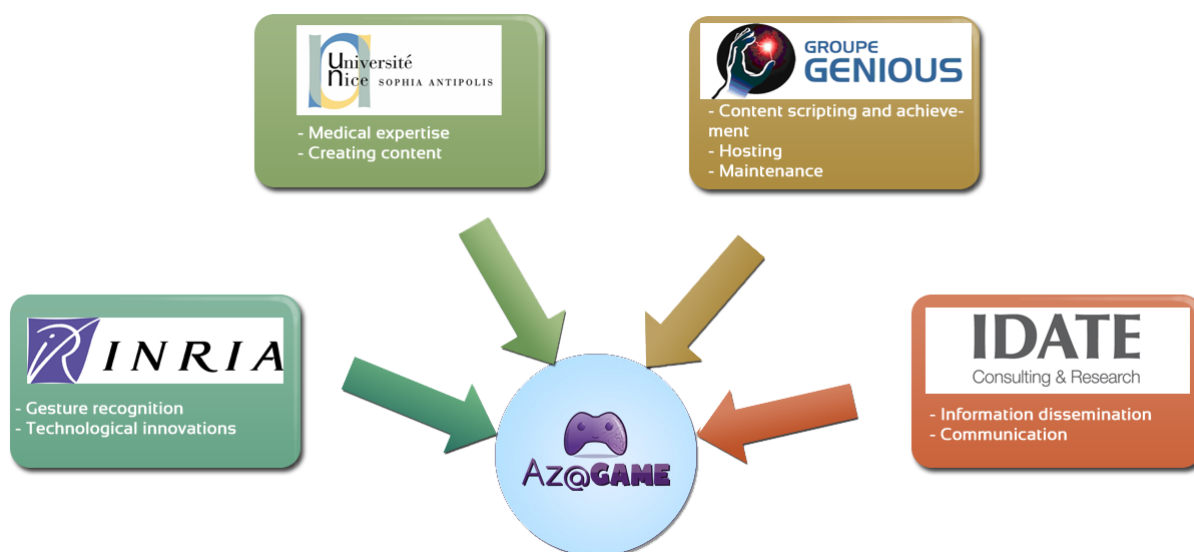 Université
nice SOPHIA ANTIPOLIS
- Medical expertise
- Creating content
GROUPE
GENIOUS
- Content scripting and achieve-
ment
- Hosting
- Maintenance
INRIA
- Gesture recognition
- Technological innovations
IDATE
Consulting & Research
- Information dissemination
- Communication
Az@GAME